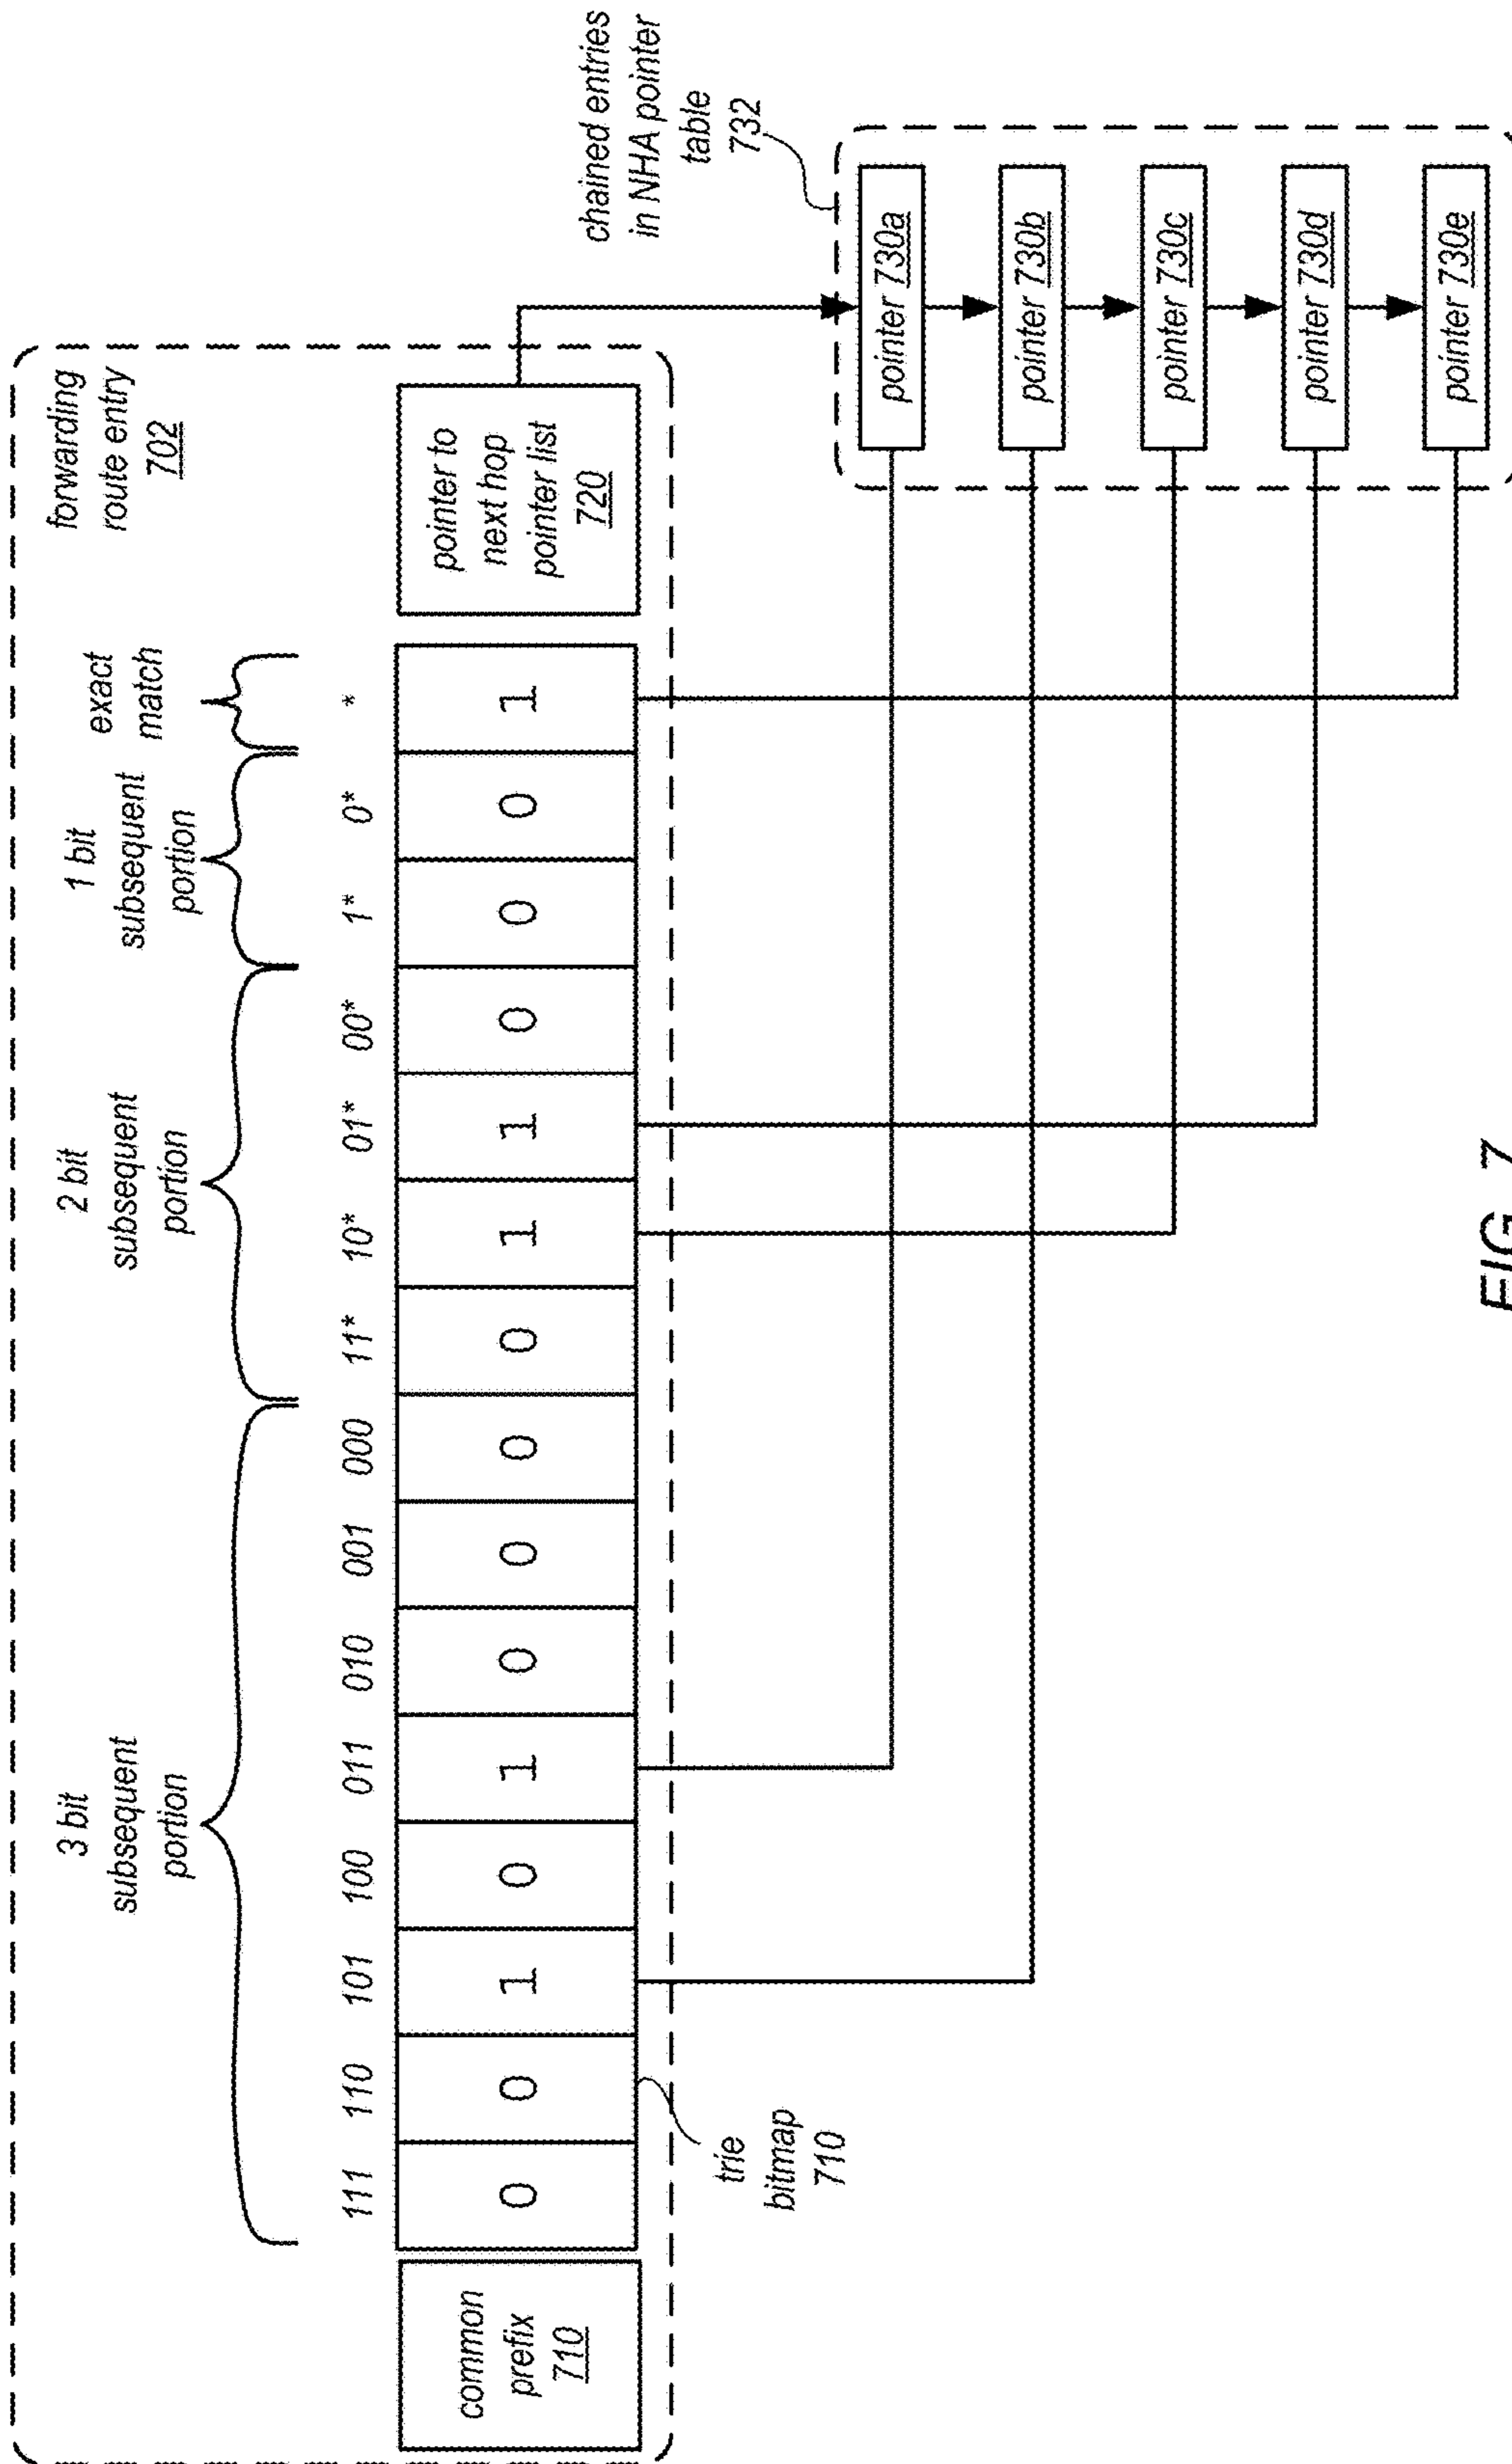 forwarding
route entry
702
3 bit
subsequent
portion
2 bit
subsequent
portion
1 bit
subsequent
portion
exact
match
111 110 101 100 011 010 001 000 11* 10* 01* 00* 1* 0* *
common
prefix
710
0 0 1 0 1 0 0 0 0 1 1 0 0 0 1
pointer to
next hop
pointer list
720
trie
bitmap
710
chained entries
in NHA pointer
table
732
pointer 730a
pointer 730b
pointer 730c
pointer 730d
pointer 730e
FIG. 7